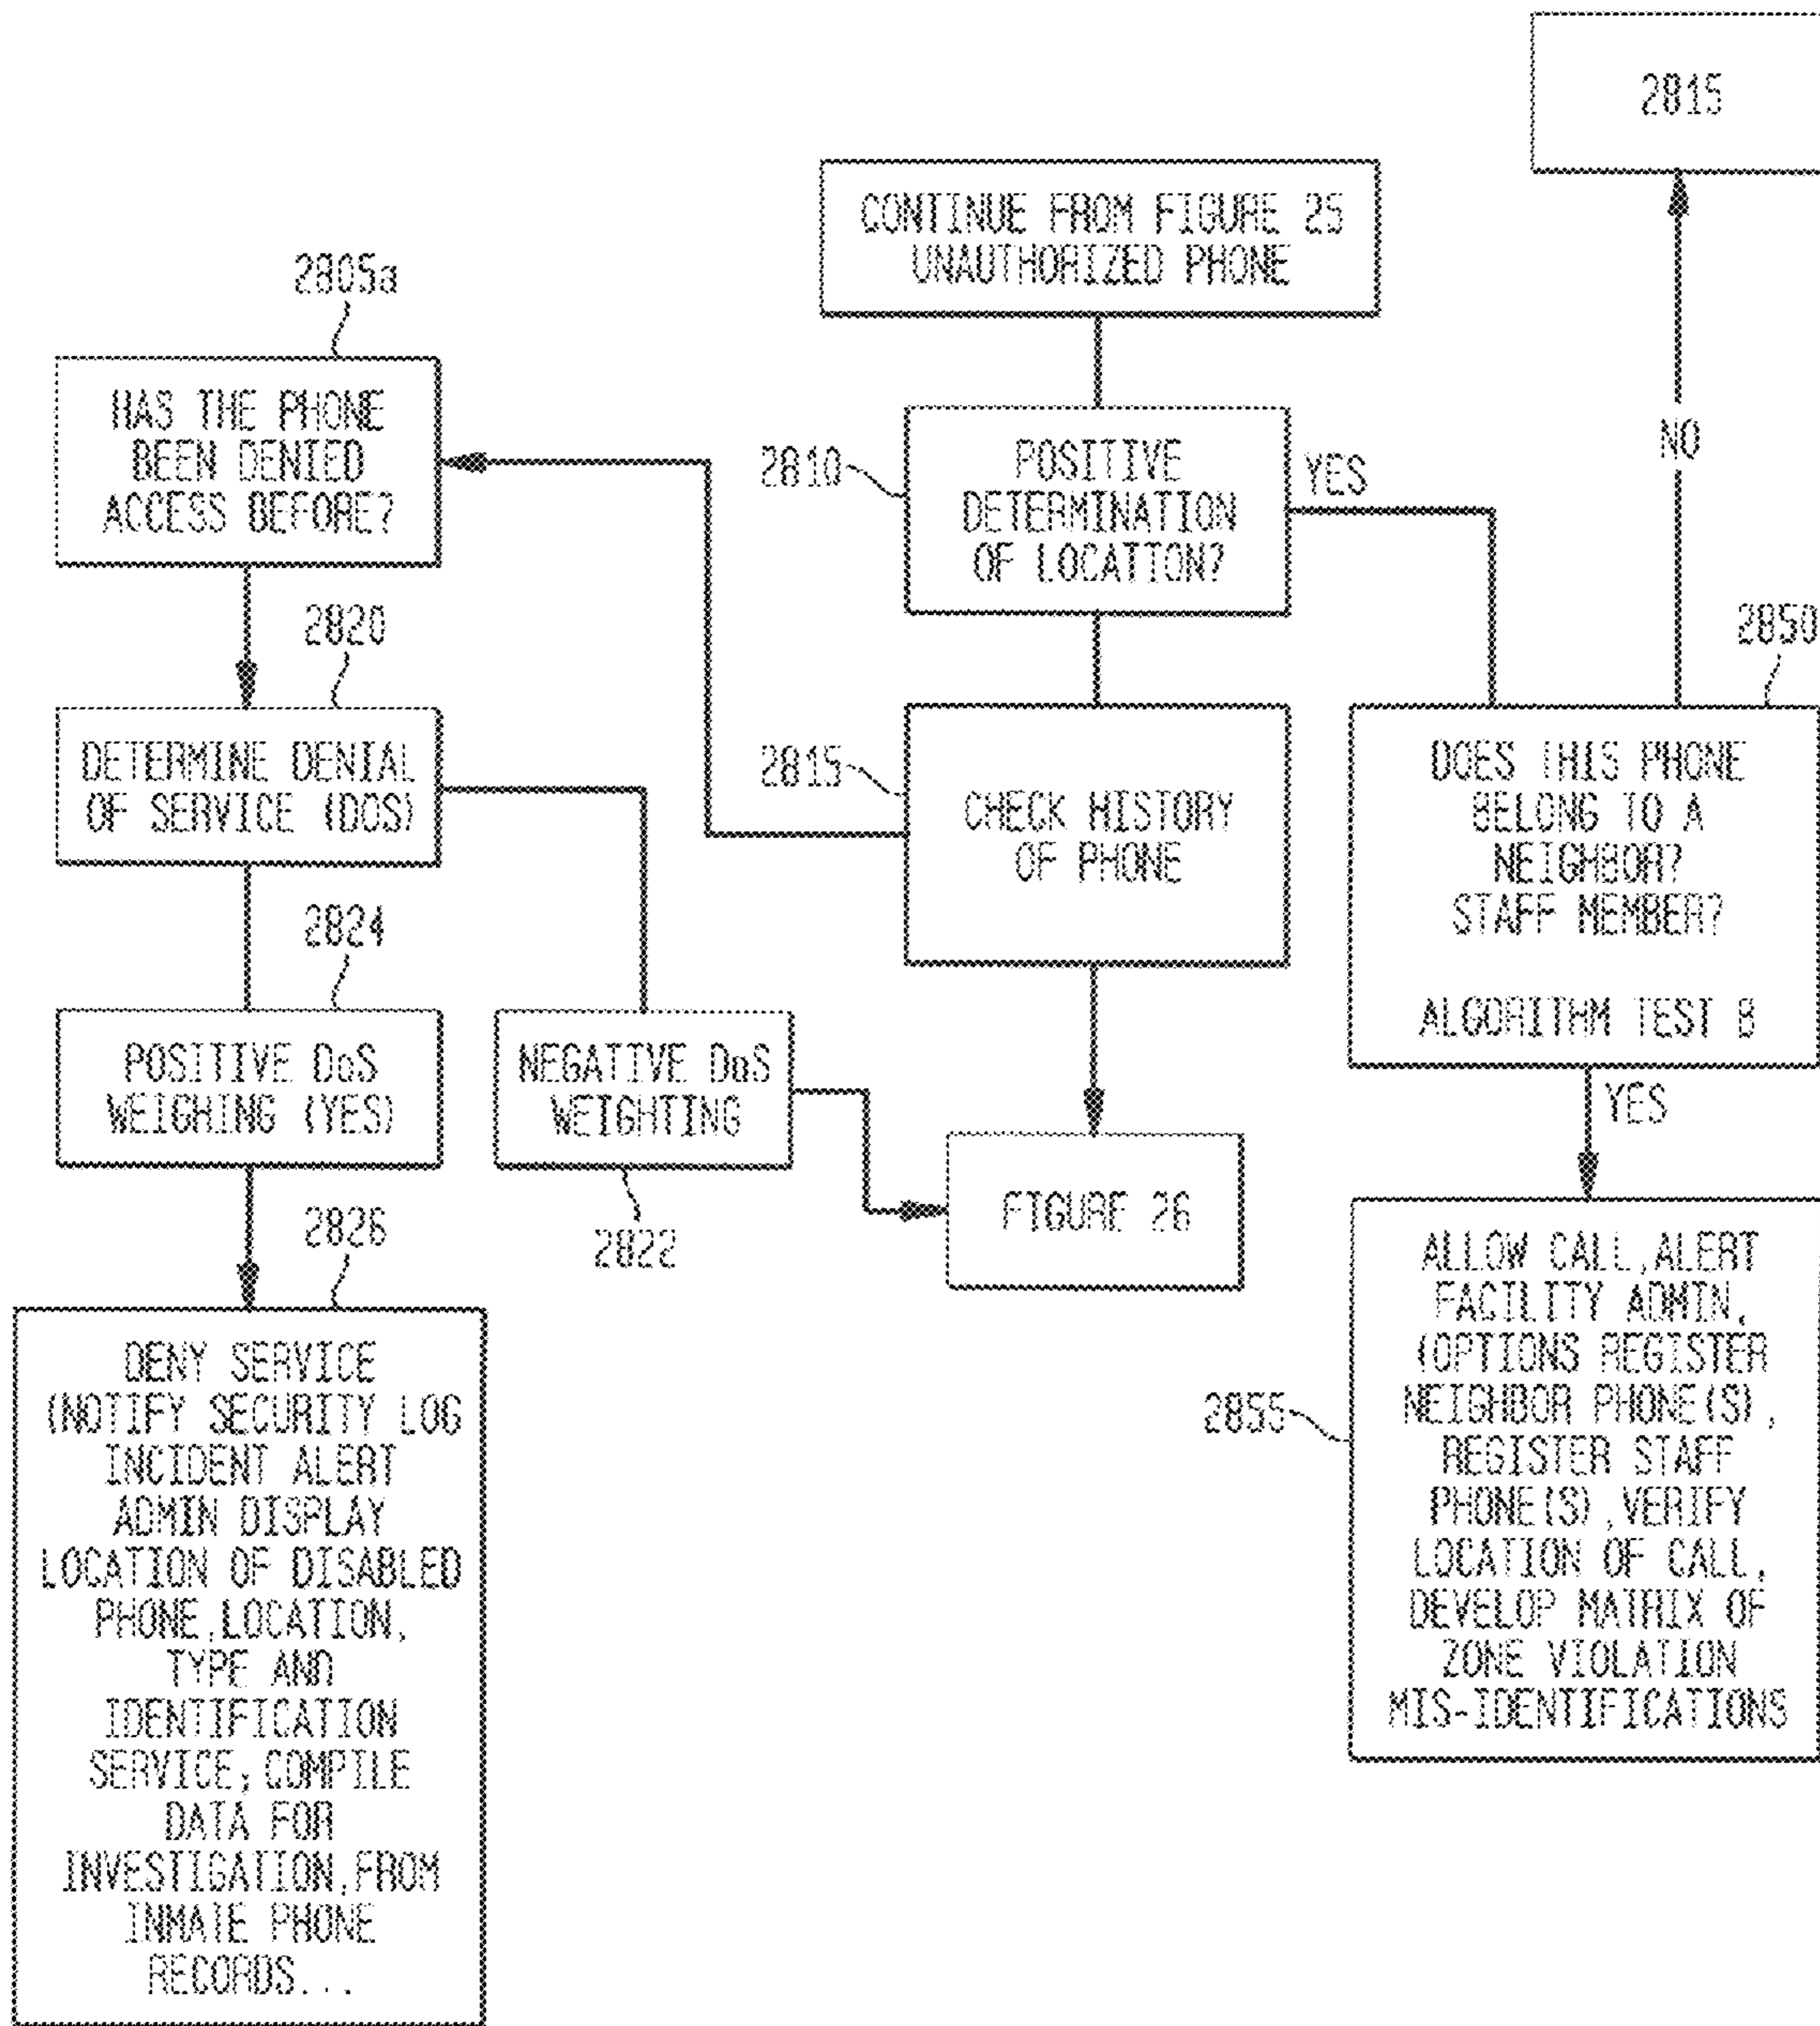 2815
CONTINUE FROM FIGURE 25
UNAUTHORIZED PHONE
2805a
HAS THE PHONE
BEEN DENIED
ACCESS BEFORE?
2810
POSITIVE
DETERMINATION
OF LOCATION?
YES
NO
2820
DETERMINE DENIAL
OF SERVICE (DOS)
2815
CHECK HISTORY
OF PHONE
2850
DOES THIS PHONE
BELONG TO A
NEIGHBOR?
STAFF MEMBER?
ALGORITHM TEST B
2824
POSITIVE DoS
WEIGHING (YES)
NEGATIVE DoS
WEIGHTING
2822
YES
FIGURE 26
2826
DENY SERVICE
(NOTIFY SECURITY LOG
INCIDENT ALERT
ADMIN DISPLAY
LOCATION OF DISABLED
PHONE,LOCATION,
TYPE AND
IDENTIFICATION
SERVICE, COMPILE
DATA FOR
INVESTIGATION,FROM
INMATE PHONE
RECORDS...
2855
ALLOW CALL,ALERT
FACILITY ADMIN,
(OPTIONS REGISTER
NEIGHBOR PHONE(S),
REGISTER STAFF
PHONE(S),VERIFY
LOCATION OF CALL,
DEVELOP MATRIX OF
ZONE VIOLATION
MIS-IDENTIFICATIONS